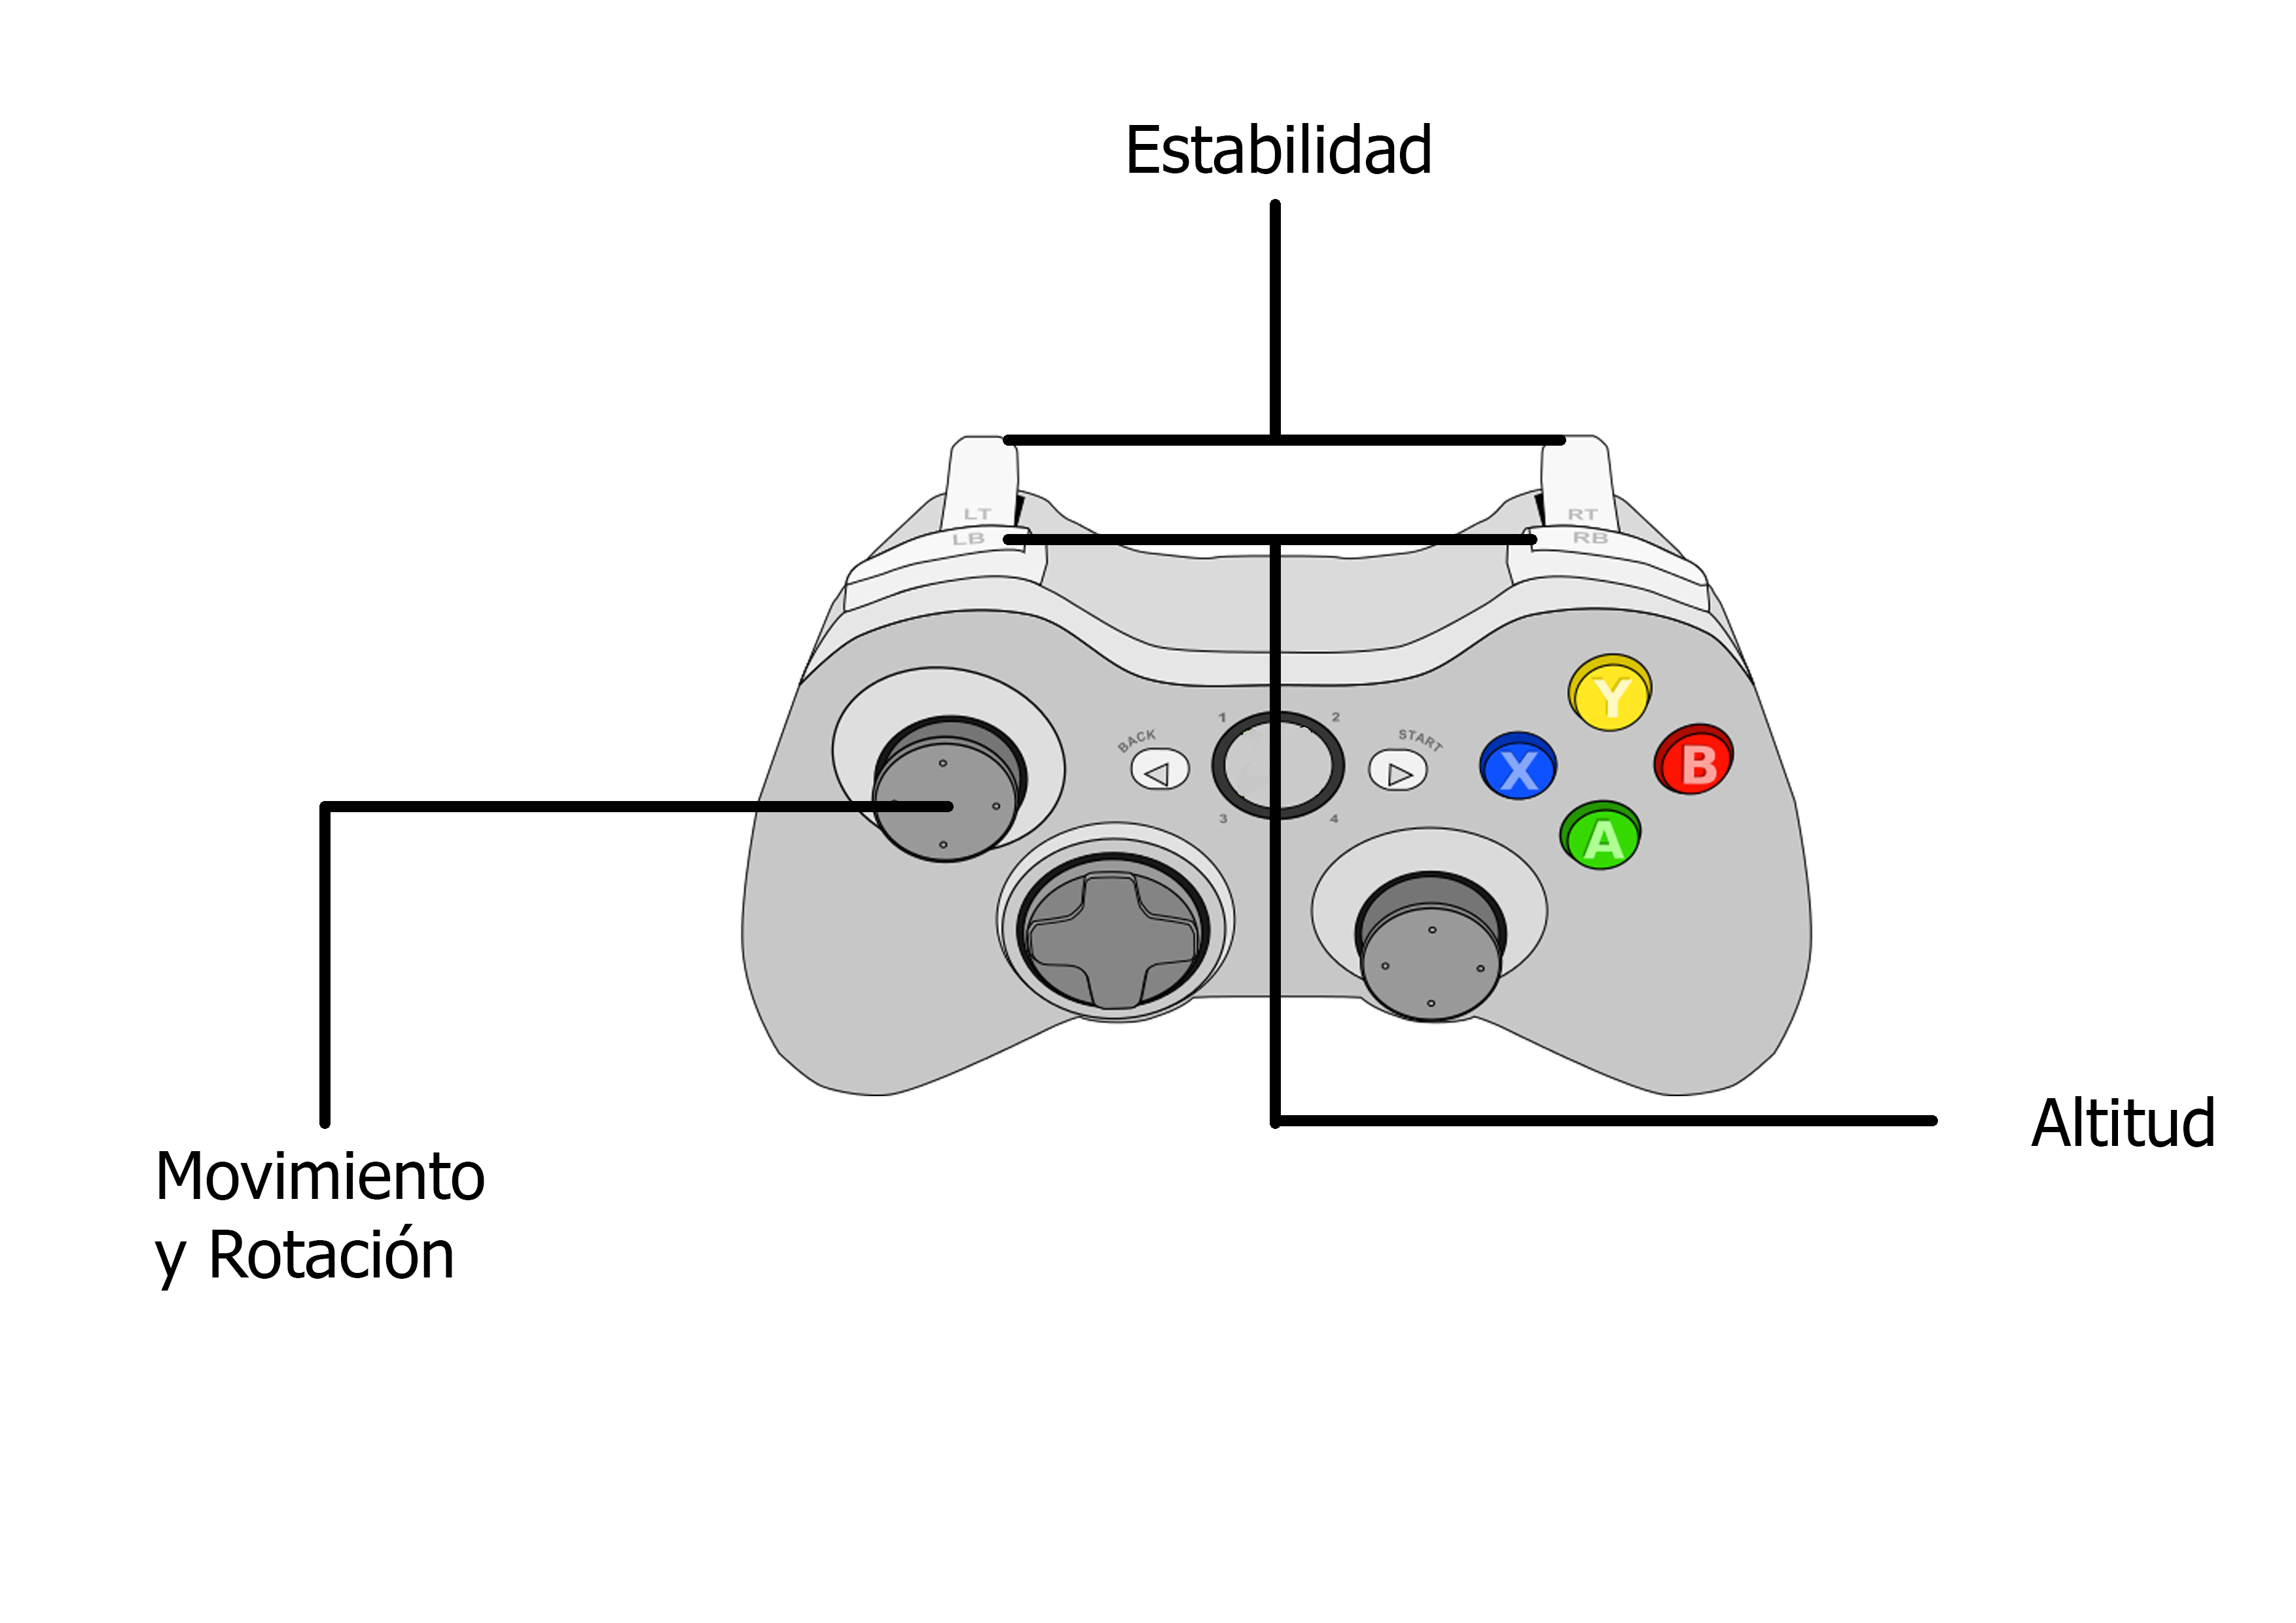 Estabilidad
LT
RT
LB
RB
Y
1
2
BACK
START
X
B
3
4
A
Altitud
Movimiento
y Rotación